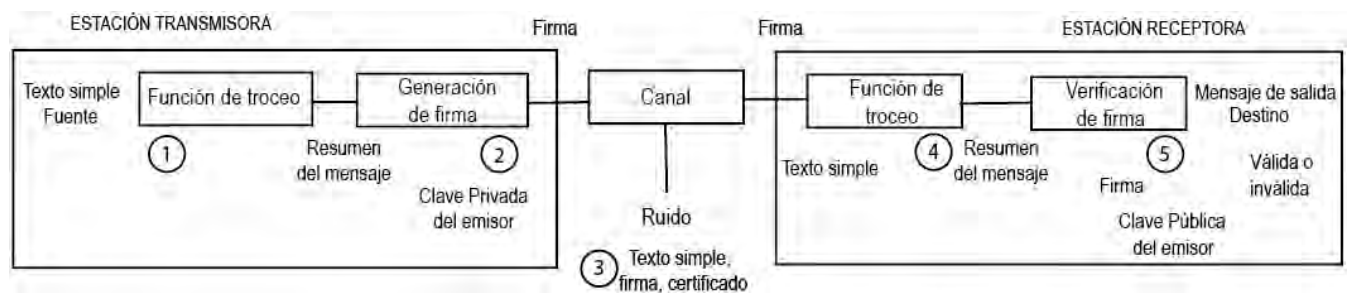 ESTACIÓN TRANSMISORA
Firma
Firma
ESTACIÓN RECEPTORA
Texto simple
Fuente
Función de troceo
Generación
de firma
Canal
Función de
troceo
Verificación
de firma
Mensaje de salida
Destino
1
Resumen
del mensaje
2
Clave Privada
del emisor
Ruido
3
Texto simple,
firma, certificado
Texto simple
4
Resumen
del mensaje
5
Firma
Clave Pública
del emisor
Válida o
inválida